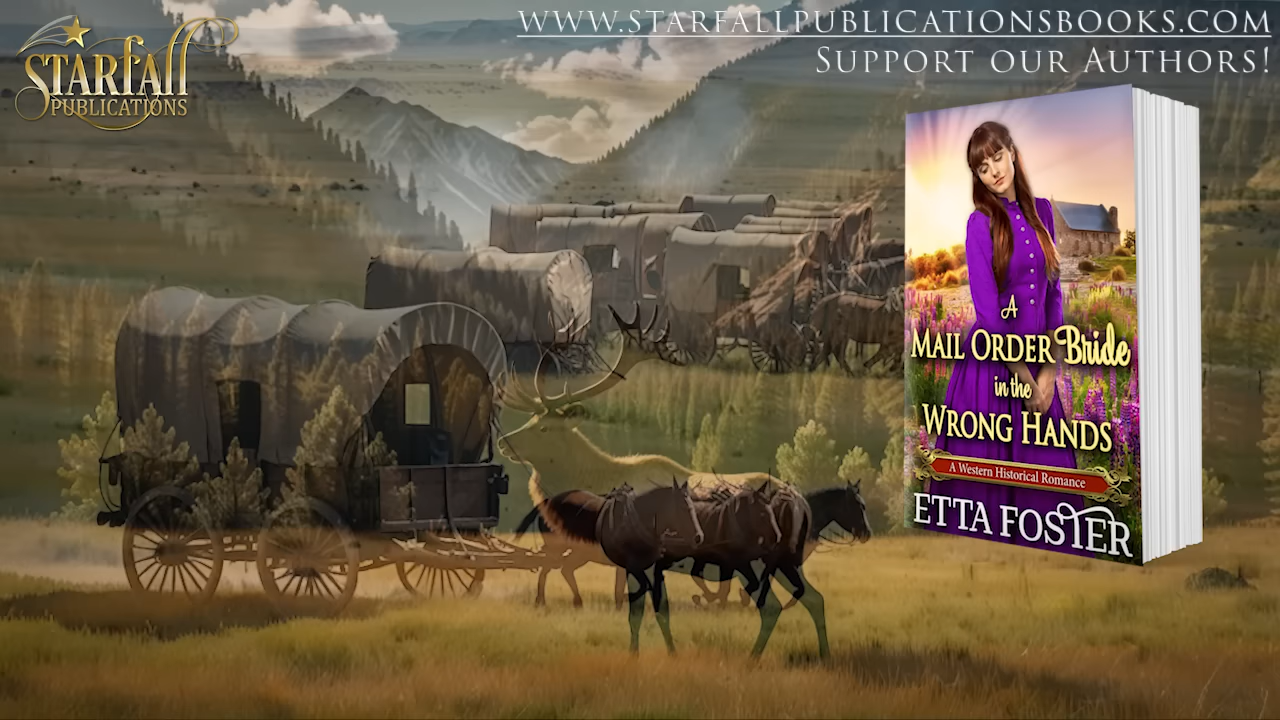 STARfall
PUBLICATIONS
WWW.STARFALLPUBLICATIONSBOOKS.COM
SUPPORT OUR AUTHORS!
A
MAIL ORDER Bride
in the
WRONG HANDS
A Western Historical Romance
ETTA FOSTER